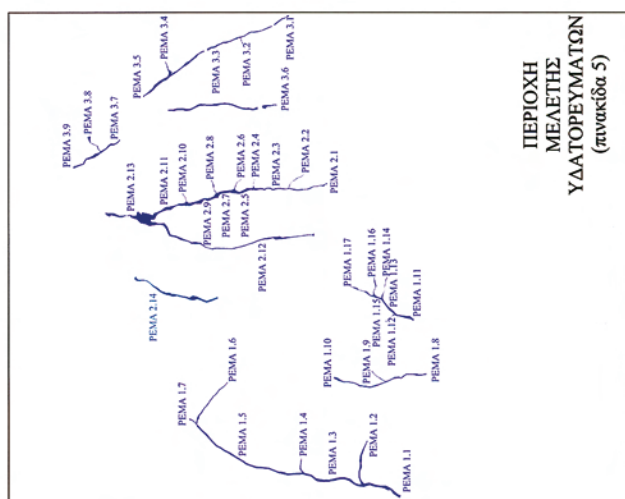 ΡΕΜΑ 3.9
ΡΕΜΑ 3.8
ΡΕΜΑ 3.7
ΡΕΜΑ 3.5
ΡΕΜΑ 3.4
ΡΕΜΑ 3.3
ΡΕΜΑ 3.2
ΡΕΜΑ 3.1
ΡΕΜΑ 3.6
ΡΕΜΑ 2.13
ΡΕΜΑ 2.11
ΡΕΜΑ 2.10
ΡΕΜΑ 2.8
ΡΕΜΑ 2.6
ΡΕΜΑ 2.4
ΡΕΜΑ 2.3
ΡΕΜΑ 2.2
ΡΕΜΑ 2.1
ΡΕΜΑ 2.9
ΡΕΜΑ 2.7
ΡΕΜΑ 2.5
ΡΕΜΑ 2.12
ΡΕΜΑ 2.14
ΡΕΜΑ 1.17
ΡΕΜΑ 1.16
ΡΕΜΑ 1.14
ΡΕΜΑ 1.13
ΡΕΜΑ 1.11
ΡΕΜΑ 1.15
ΡΕΜΑ 1.12
ΡΕΜΑ 1.10
ΡΕΜΑ 1.9
ΡΕΜΑ 1.8
ΡΕΜΑ 1.7
ΡΕΜΑ 1.6
ΡΕΜΑ 1.5
ΡΕΜΑ 1.4
ΡΕΜΑ 1.3
ΡΕΜΑ 1.2
ΡΕΜΑ 1.1
ΠΕΡΙΟΧΗ
ΜΕΛΕΤΗΣ
ΥΔΑΤΟΡΕΥΜΑΤΩΝ
(πινακίδα 5)